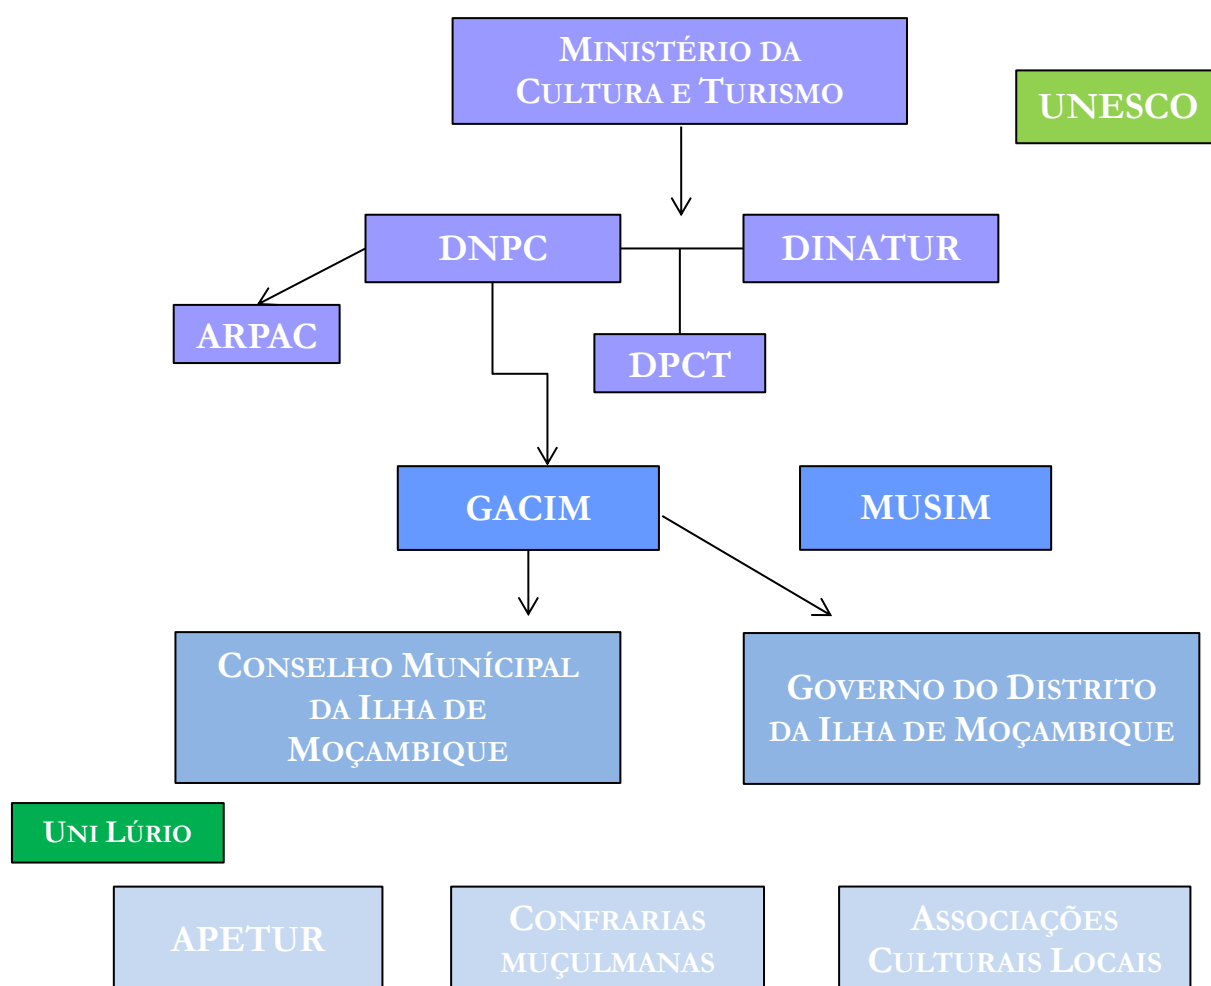 MINISTÉRIO DA
CULTURA E TURISMO
UNESCO
DNPC
DINATUR
ARPAC
DPCT
GACIM
MUSIM
CONSELHO MUNÍCIPAL
DA ILHA DE
MOÇAMBIQUE
GOVERNO DO DISTRITO
DA ILHA DE MOÇAMBIQUE
UNI LÚRIO
APETUR
CONFRARIAS
MUÇULMANAS
ASSOCIAÇÕES
CULTURAIS LOCAIS